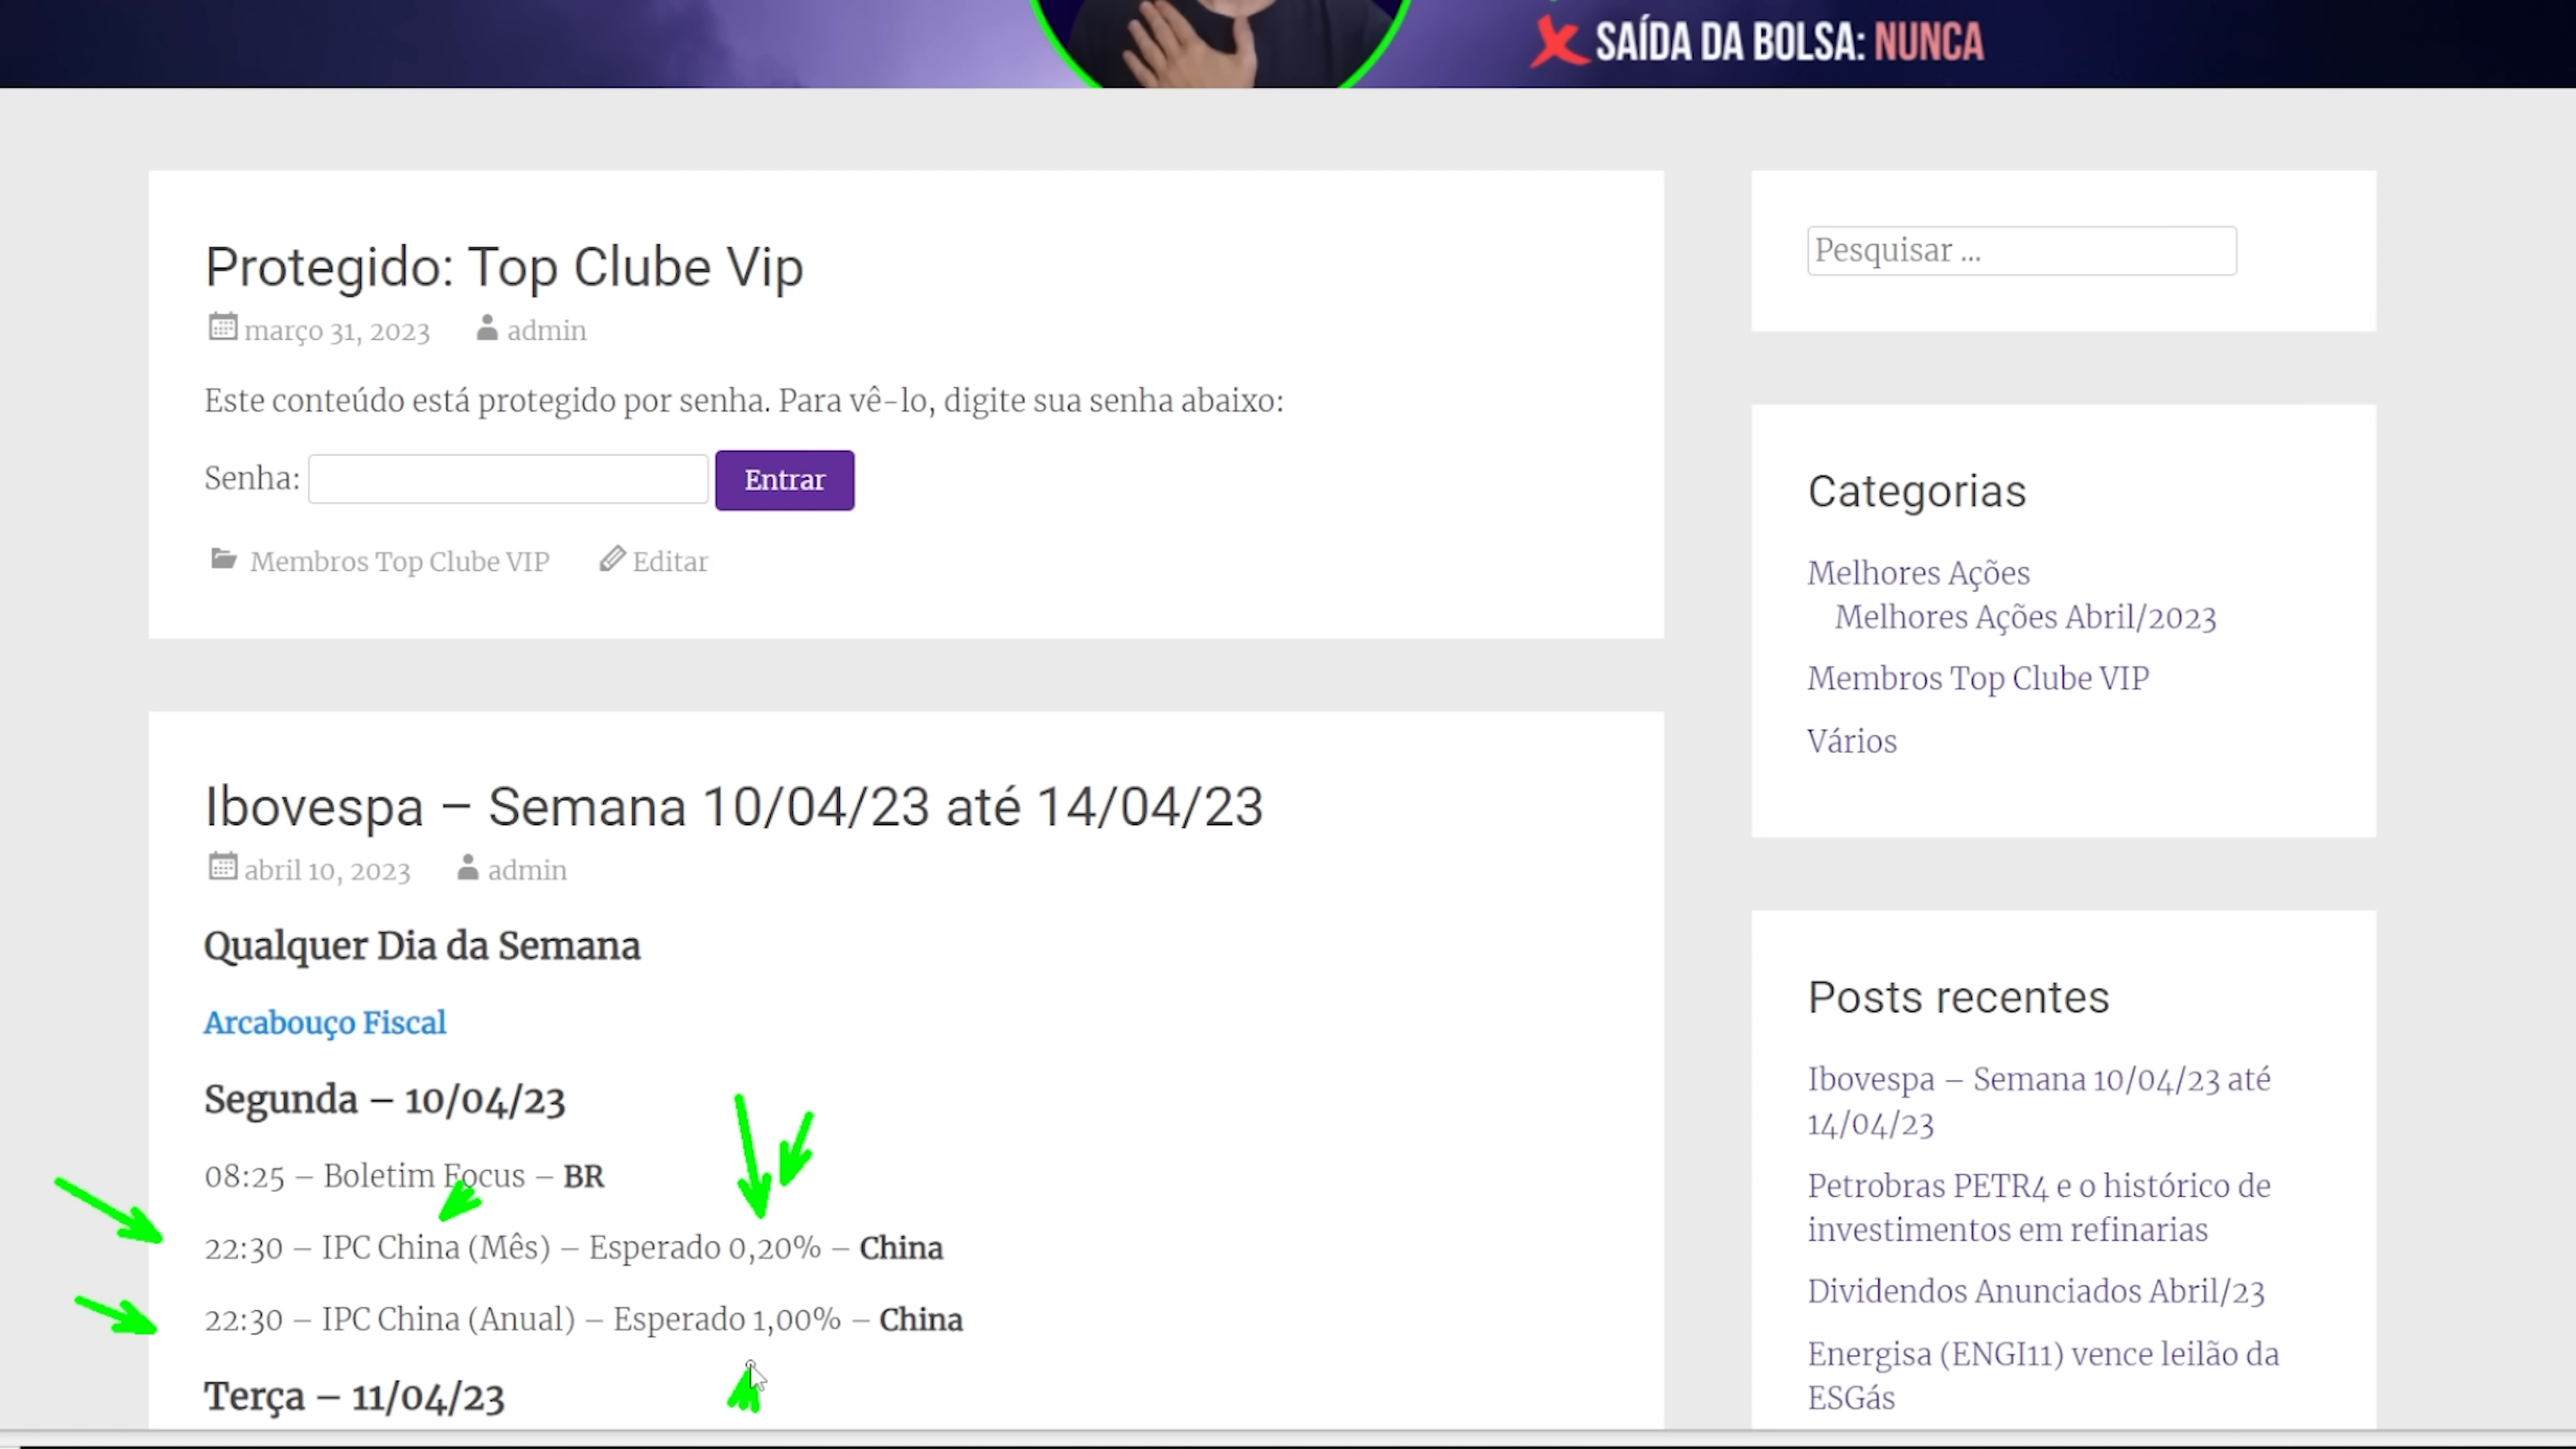 SAÍDA DA BOLSA: NUNCA
Protegido: Top Clube Vip
março 31, 2023 admin
Este conteúdo está protegido por senha. Para vê-lo, digite sua senha abaixo:
Senha: Entrar
Membros Top Clube VIP Editar
Ibovespa – Semana 10/04/23 até 14/04/23
abril 10, 2023 admin
Qualquer Dia da Semana
Arcabouço Fiscal
Segunda – 10/04/23
08:25 – Boletim Focus – BR
22:30 – IPC China (Mês) – Esperado 0,20% – China
22:30 – IPC China (Anual) – Esperado 1,00% – China
Terça – 11/04/23
Pesquisar ...
Categorias
Melhores Ações
Melhores Ações Abril/2023
Membros Top Clube VIP
Vários
Posts recentes
Ibovespa – Semana 10/04/23 até
14/04/23
Petrobras PETR4 e o histórico de
investimentos em refinarias
Dividendos Anunciados Abril/23
Energisa (ENGI11) vence leilão da
ESGás